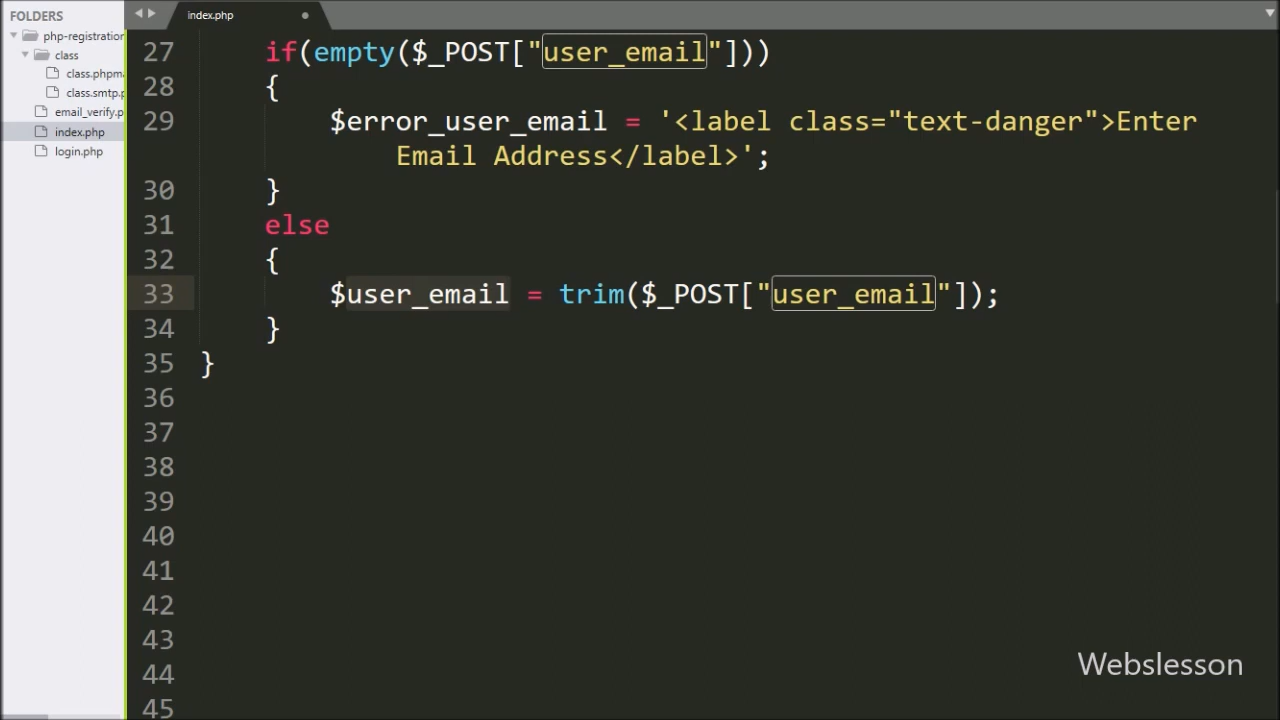 FOLDERS
index.php
php-registration
class
class.phpma
class.smtp.p
email_verify.p
index.php
login.php
27 if(empty($_POST["user_email"]))
28 {
29 $error_user_email = '<label class="text-danger">Enter
Email Address</label>';
30 }
31 else
32 {
33 $user_email = trim($_POST["user_email"]);
34 }
35 }
36
37
38
39
40
41
42
43
44
45
Webslesson